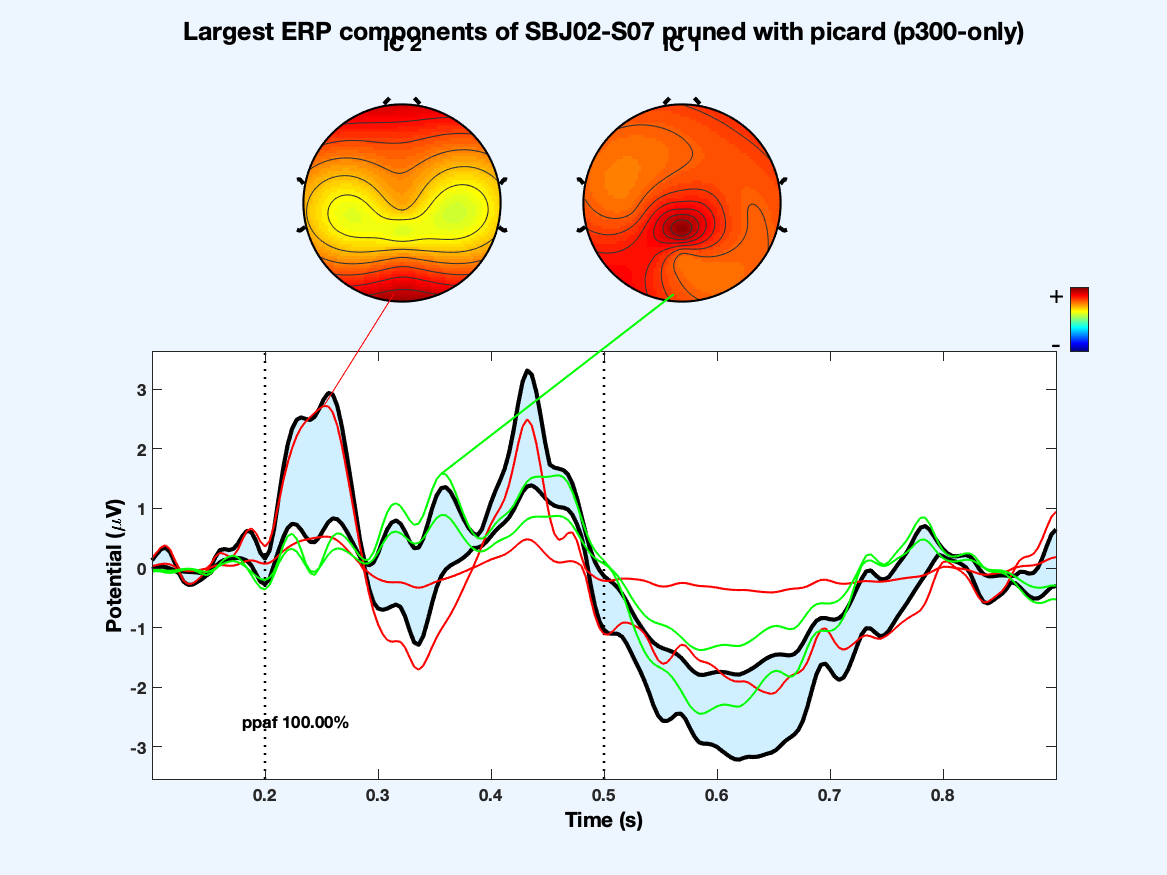 Largest ERP components of SBJ02-S07 pruned with picard (p300-only)
IC 2
IC 1
+
-
3
2
1
0
-1
-2
-3
Potential (μV)
ppaf 100.00%
0.2 0.3 0.4 0.5 0.6 0.7 0.8
Time (s)